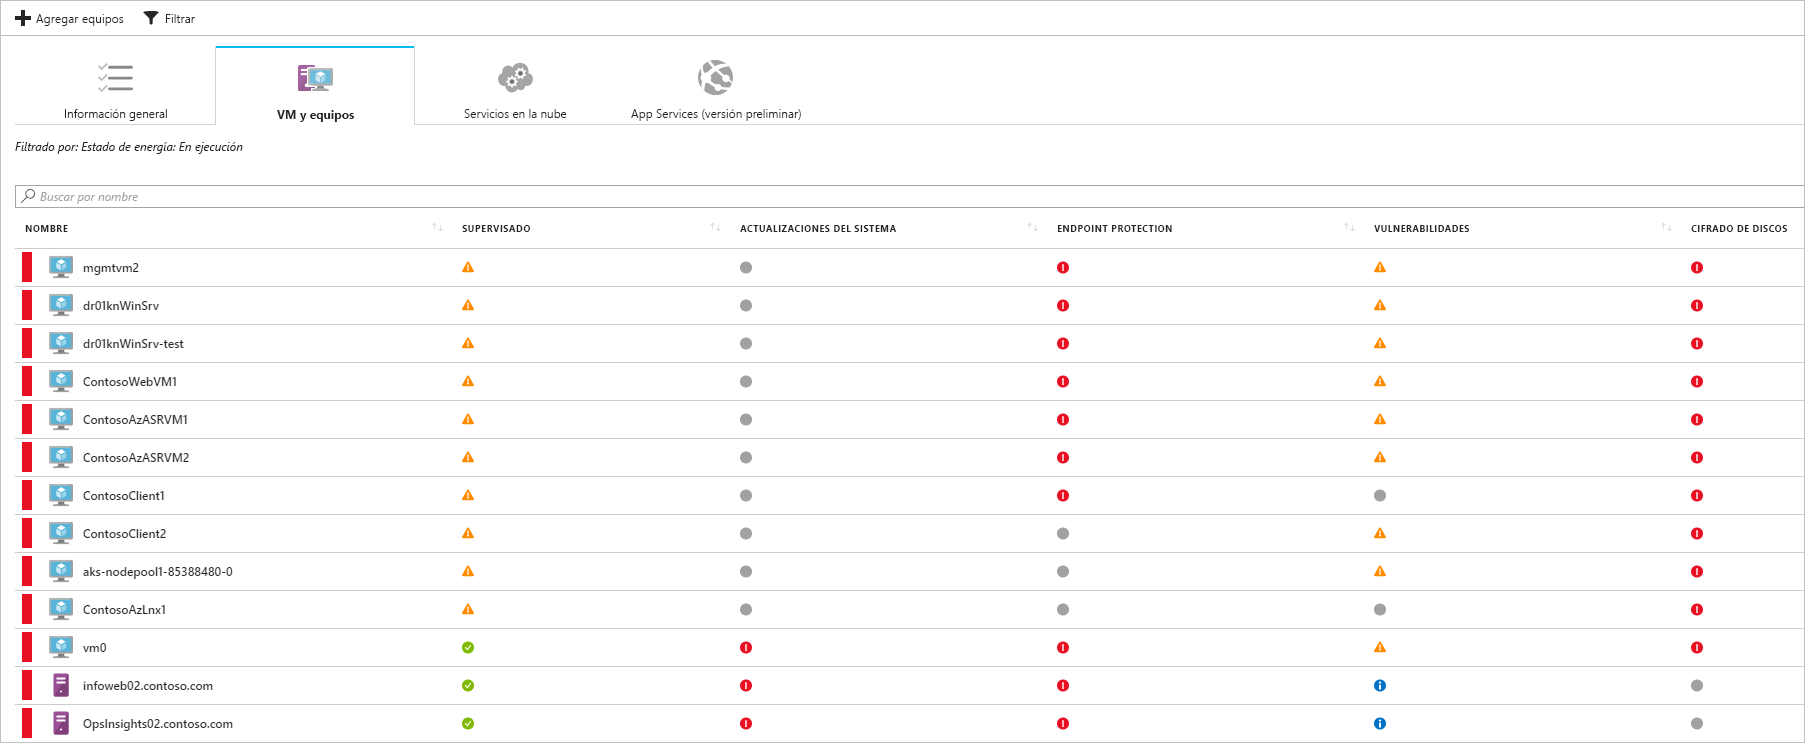 Agregar equipos Filtrar
Información general VM y equipos Servicios en la nube App Services (versión preliminar)
Filtrado por: Estado de energía: En ejecución
Buscar por nombre
NOMBRE SUPERVISADO ACTUALIZACIONES DEL SISTEMA ENDPOINT PROTECTION VULNERABILIDADES CIFRADO DE DISCOS
mgmtvm2
dr01knWinSrv
dr01knWinSrv-test
ContosoWebVM1
ContosoAzASRVM1
ContosoAzASRVM2
ContosoClient1
ContosoClient2
aks-nodepool1-85388480-0
ContosoAzLnx1
vm0
infoweb02.contoso.com
OpsInsights02.contoso.com